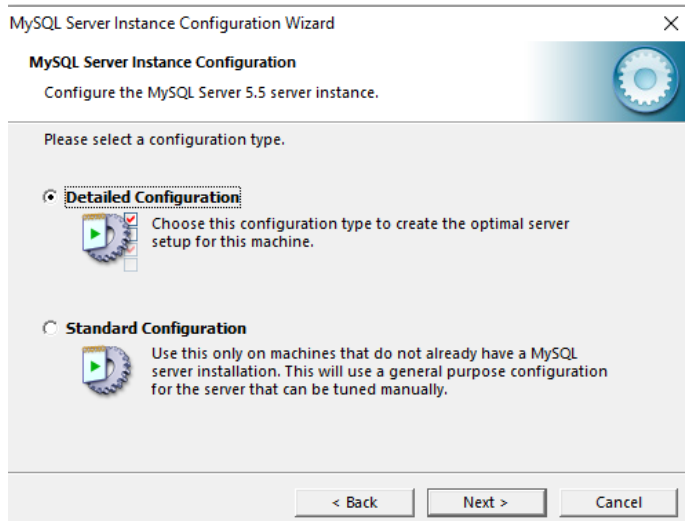 MySQL Server Instance Configuration Wizard
MySQL Server Instance Configuration
Configure the MySQL Server 5.5 server instance.
Please select a configuration type.
Detailed Configuration
Choose this configuration type to create the optimal server
setup for this machine.
Standard Configuration
Use this only on machines that do not already have a MySQL
server installation. This will use a general purpose configuration
for the server that can be tuned manually.
< Back Next > Cancel